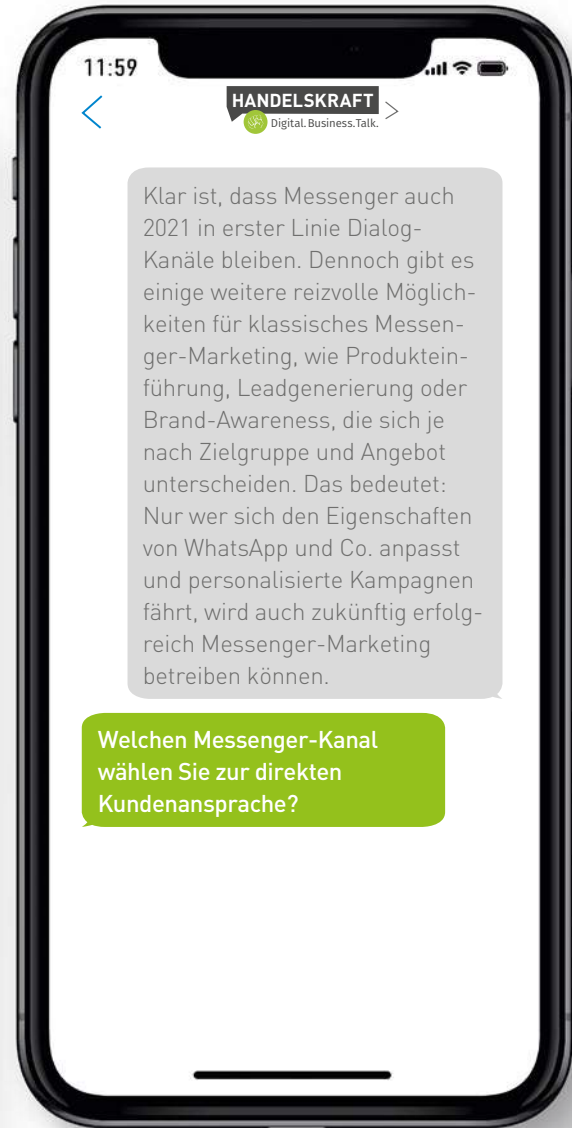 11:59
HANDELSKRAFT
Digital.Business.Talk.
Klar ist, dass Messenger auch
2021 in erster Linie Dialog-
Kanäle bleiben. Dennoch gibt es
einige weitere reizvolle Möglich-
keiten für klassisches Messen-
ger-Marketing, wie Produktein-
führung, Leadgenerierung oder
Brand-Awareness, die sich je
nach Zielgruppe und Angebot
unterscheiden. Das bedeutet:
Nur wer sich den Eigenschaften
von WhatsApp und Co. anpasst
und personalisierte Kampagnen
fährt, wird auch zukünftig erfolg-
reich Messenger-Marketing
betreiben können.
Welchen Messenger-Kanal
wählen Sie zur direkten
Kundenansprache?